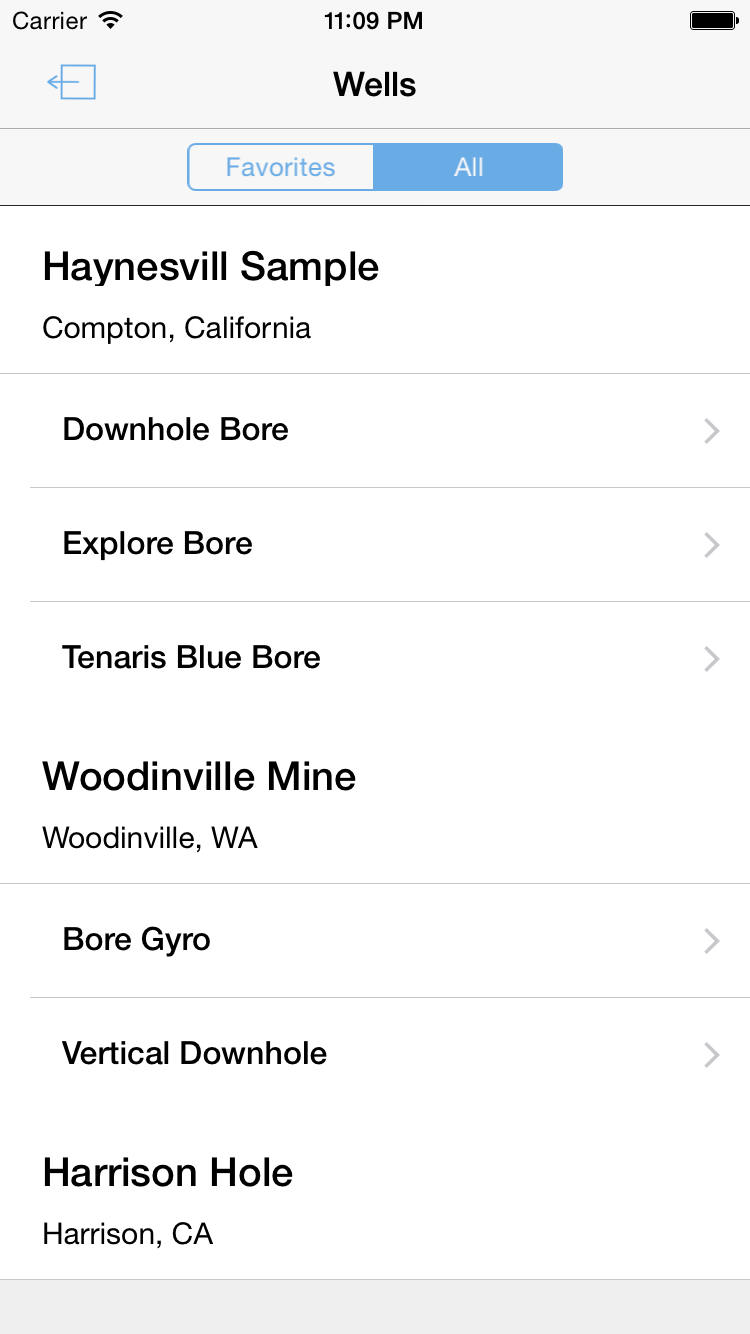 Carrier 11:09 PM
Wells
Favorites All
Haynesvill Sample
Compton, California
Downhole Bore
Explore Bore
Tenaris Blue Bore
Woodinville Mine
Woodinville, WA
Bore Gyro
Vertical Downhole
Harrison Hole
Harrison, CA